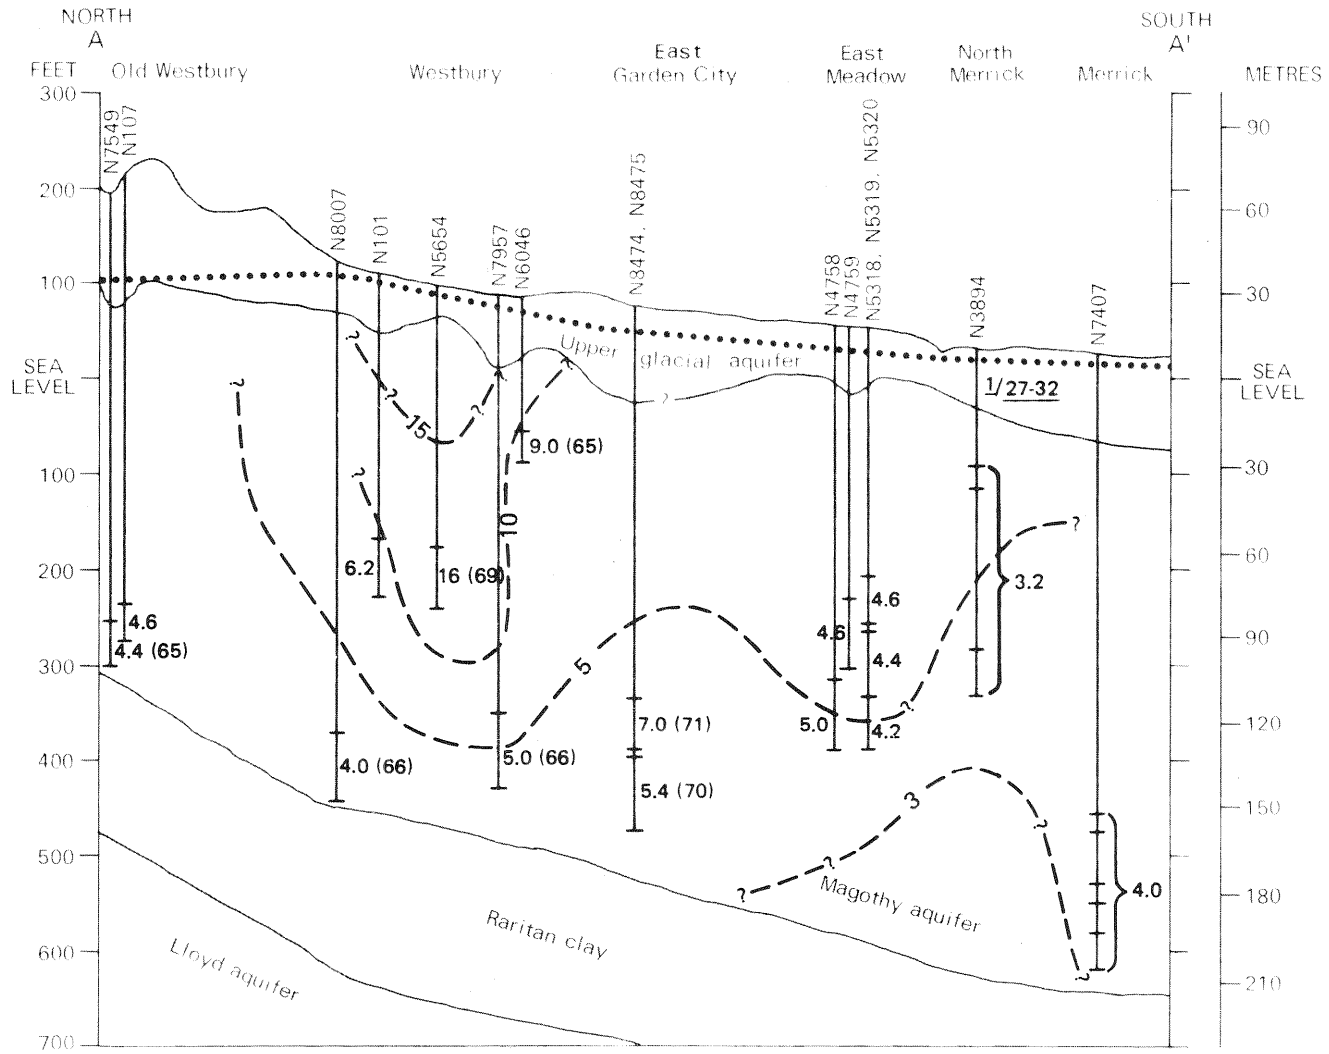 NORTH
A
SOUTH
A'
FEET
Old Westbury
Westbury
East
Garden City
East
Meadow
North
Merrick
Merrick
METRES
300
200
100
SEA
LEVEL
100
200
300
400
500
600
700
90
60
30
SEA
LEVEL
30
60
90
120
150
180
210
N7549
N107
N8007
N101
N5654
N7957
N6046
N8474, N8475
N4758
N4759
N5318, N5319, N5320
N3894
N7407
Upper glacial aquifer
?
1/27-32
?
?
?
15
?
?
?
9.0 (65)
?
10
6.2
16 (69)
4.6
4.4 (65)
4.0 (66)
5.0 (66)
5
7.0 (71)
5.4 (70)
4.6
4.6
4.4
5.0
4.2
?
?
3.2
3
?
?
?
?
4.0
Magothy aquifer
Raritan clay
Lloyd aquifer